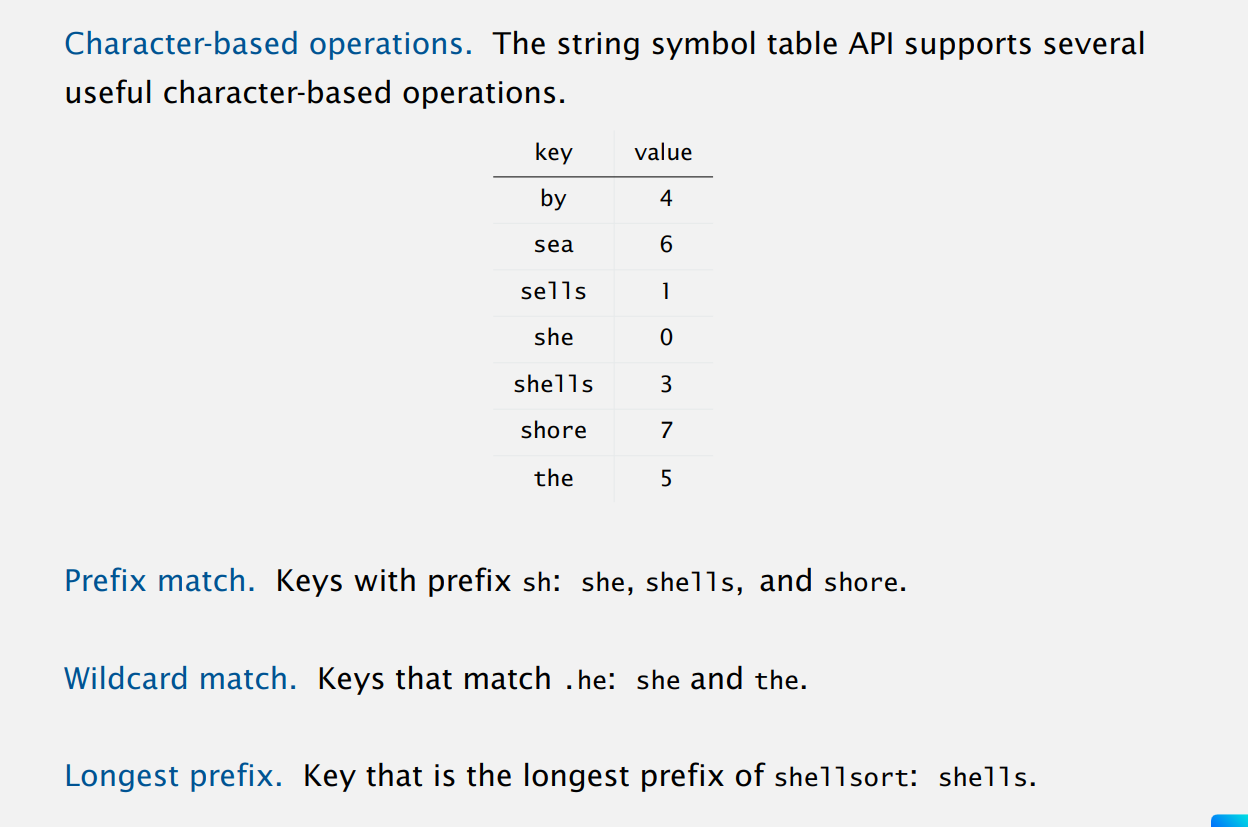 Character-based operations. The string symbol table API supports several
useful character-based operations.
key value
by 4
sea 6
sells 1
she 0
shells 3
shore 7
the 5
Prefix match. Keys with prefix sh: she, shells, and shore.
Wildcard match. Keys that match .he: she and the.
Longest prefix. Key that is the longest prefix of shellsort: shells.